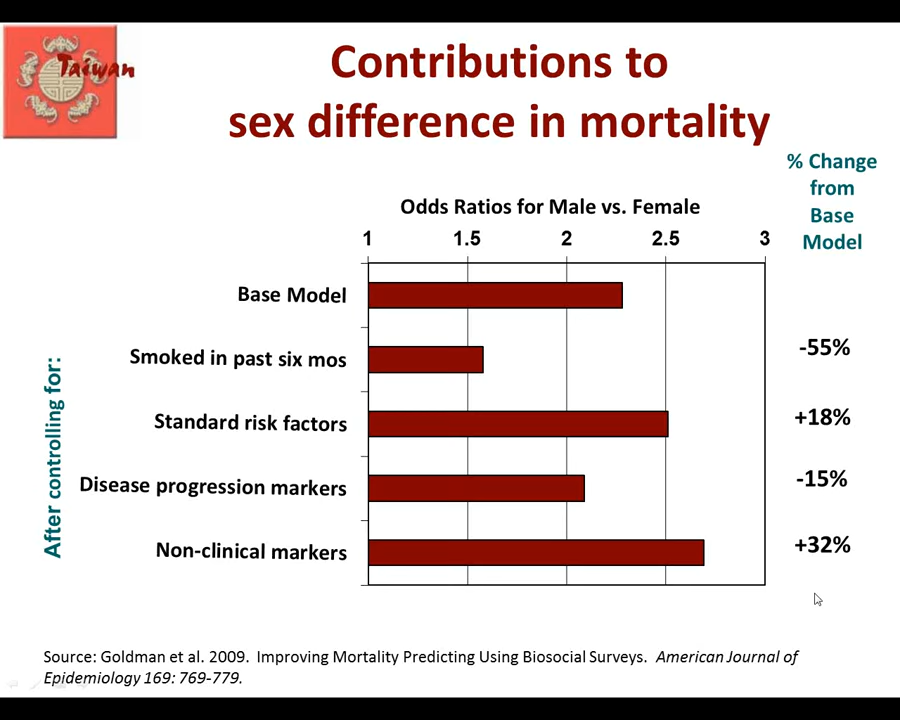 Taiwan
Contributions to
sex difference in mortality
% Change
from
Base
Model
Odds Ratios for Male vs. Female
1 1.5 2 2.5 3
Base Model
After controlling for:
Smoked in past six mos -55%
Standard risk factors +18%
Disease progression markers -15%
Non-clinical markers +32%
Source: Goldman et al. 2009. Improving Mortality Predicting Using Biosocial Surveys. American Journal of
Epidemiology 169: 769-779.